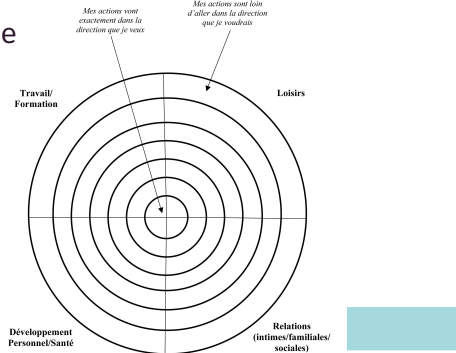 e
Mes actions vont
exactement dans la
direction que je veux
Mes actions sont loin
d'aller dans la direction
que je voudrais
Travail/
Formation
Loisirs
Développement
Personnel/Santé
Relations
(intimes/familiales/
sociales)